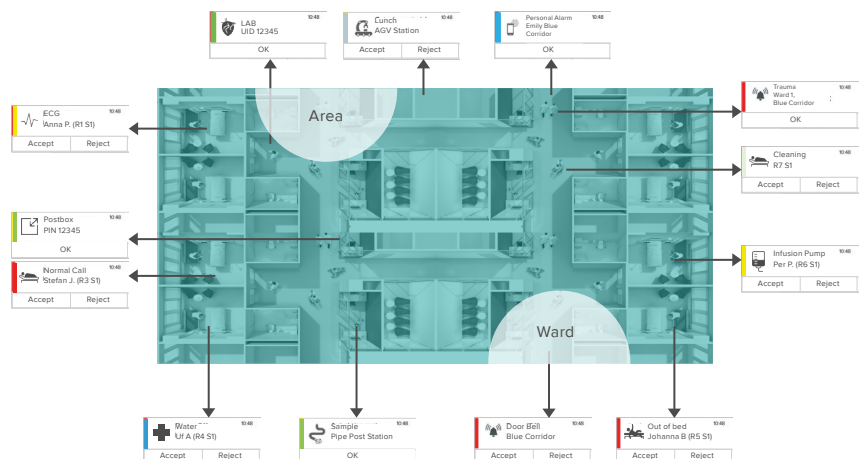 LAB 10:48
UID 12345
OK
Lunch 10:48
AGV Station
Accept Reject
Personal Alarm 10:48
Emily Blue
Corridor
OK
ECG 10:48
Anna P. (R1 S1)
Accept Reject
Area
Trauma 10:48
Ward 1,
Blue Corridor
OK
Cleaning 10:48
R7 S1
Accept Reject
Postbox 10:48
PIN 12345
OK
Normal Call 10:48
Stefan J. (R3 S1)
Accept Reject
Infusion Pump 10:48
Per P. (R6 S1)
Accept Reject
Ward
Water 10:48
Ulf A (R4 S1)
Accept Reject
Sample 10:48
Pipe Post Station
OK
Door Bell 10:48
Blue Corridor
Accept Reject
Out of bed 10:48
Johanna B (R5 S1)
Accept Reject